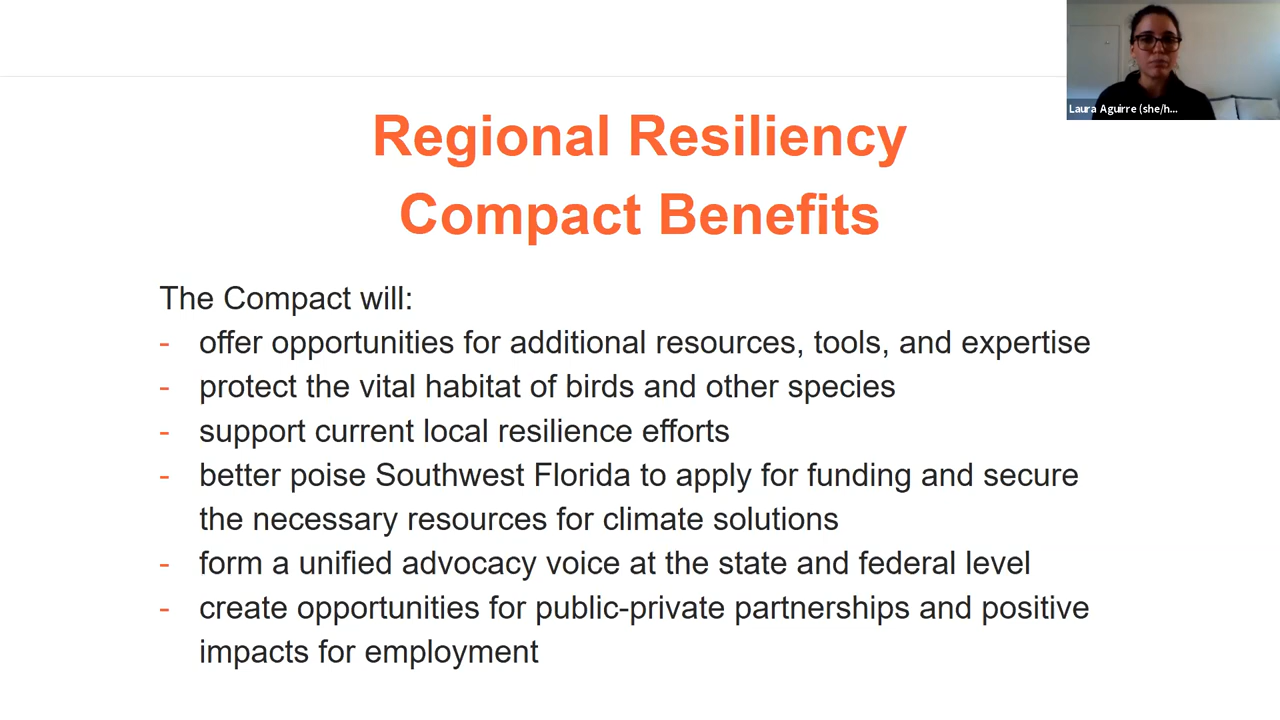 Laura Aguirre (she/h...
Regional Resiliency
Compact Benefits
The Compact will:
- offer opportunities for additional resources, tools, and expertise
- protect the vital habitat of birds and other species
- support current local resilience efforts
- better poise Southwest Florida to apply for funding and secure
the necessary resources for climate solutions
- form a unified advocacy voice at the state and federal level
- create opportunities for public-private partnerships and positive
impacts for employment